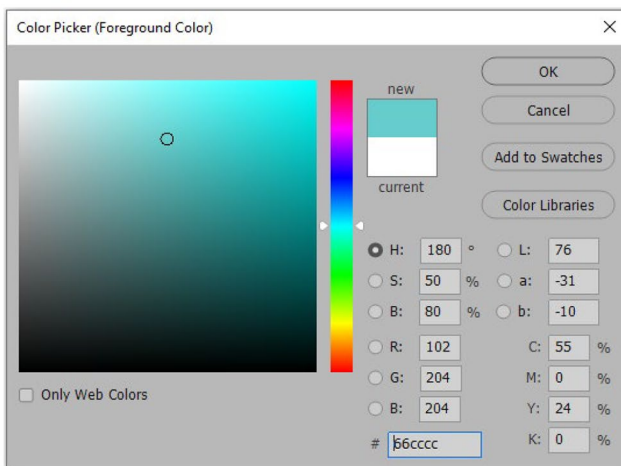 Color Picker (Foreground Color)
new
current
OK
Cancel
Add to Swatches
Color Libraries
H: 180 ° L: 76
S: 50 % a: -31
B: 80 % b: -10
R: 102 C: 55 %
G: 204 M: 0 %
B: 204 Y: 24 %
# 66cccc K: 0 %
Only Web Colors